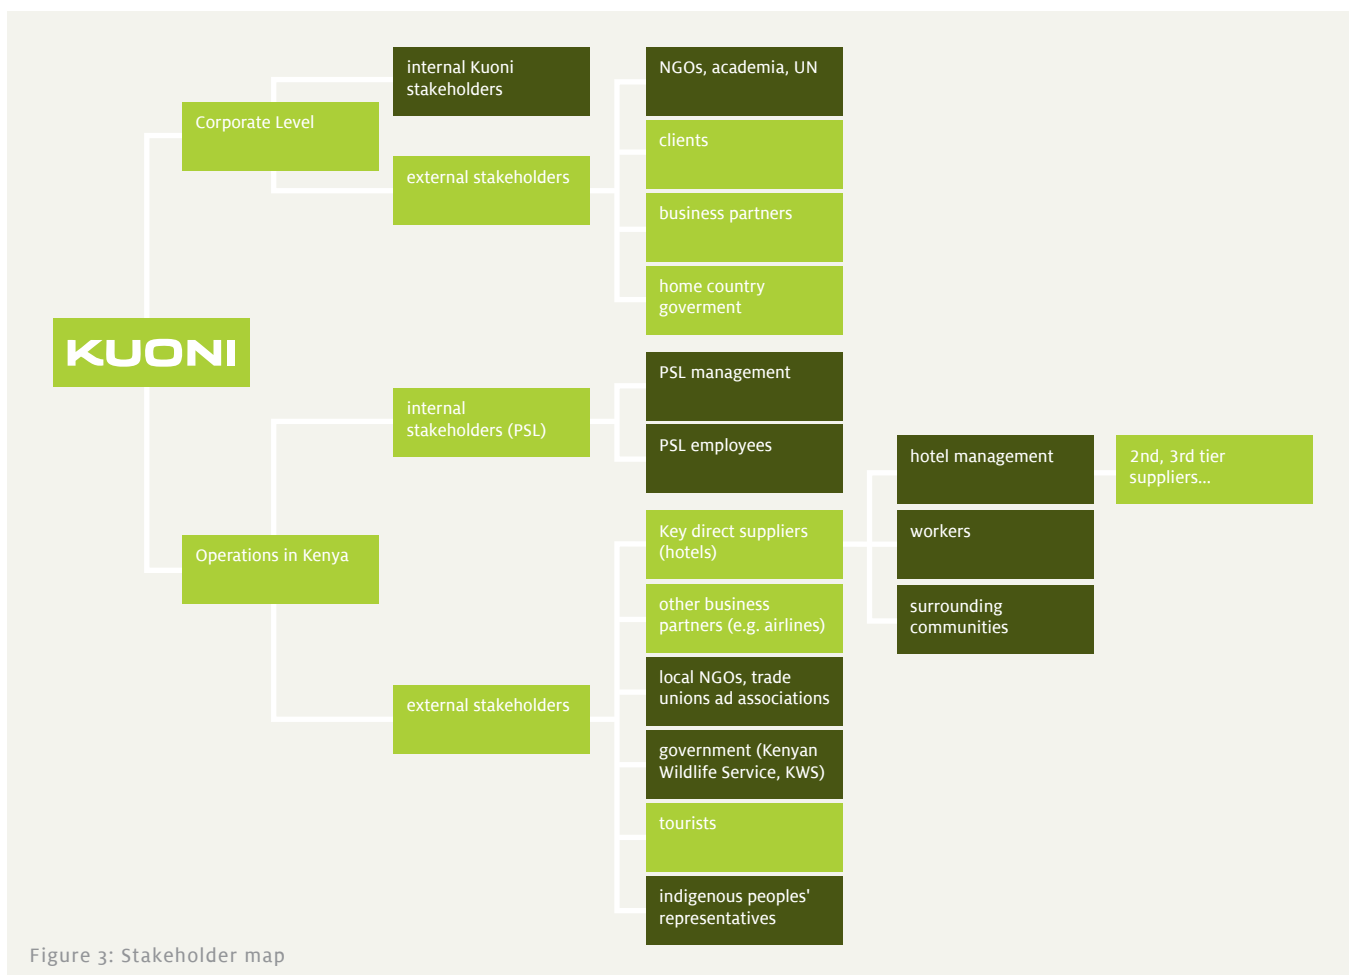 internal Kuoni
stakeholders
NGOs, academia, UN
Corporate Level
clients
external stakeholders
business partners
home country
goverment
KUONI
PSL management
internal
stakeholders (PSL)
PSL employees
hotel management
2nd, 3rd tier
suppliers...
Key direct suppliers
(hotels)
workers
Operations in Kenya
other business
partners (e.g. airlines)
surrounding
communities
local NGOs, trade
unions ad associations
external stakeholders
government (Kenyan
Wildlife Service, KWS)
tourists
indigenous peoples'
representatives
Figure 3: Stakeholder map